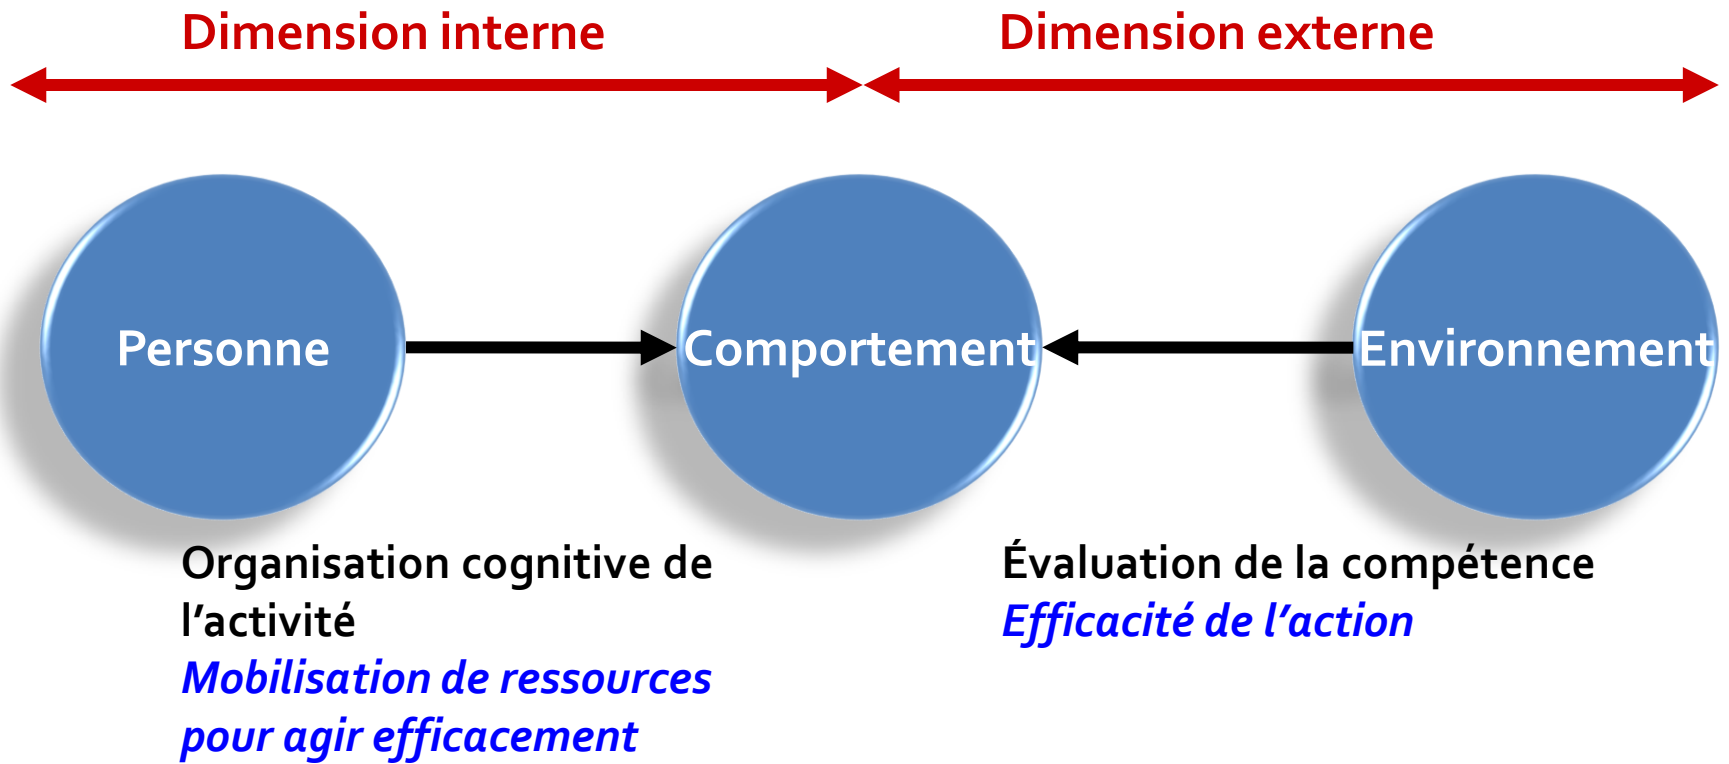 Dimension interne
Dimension externe
Personne
Comportement
Environnement
Organisation cognitive de
l’activité
Mobilisation de ressources
pour agir efficacement
Évaluation de la compétence
Efficacité de l’action